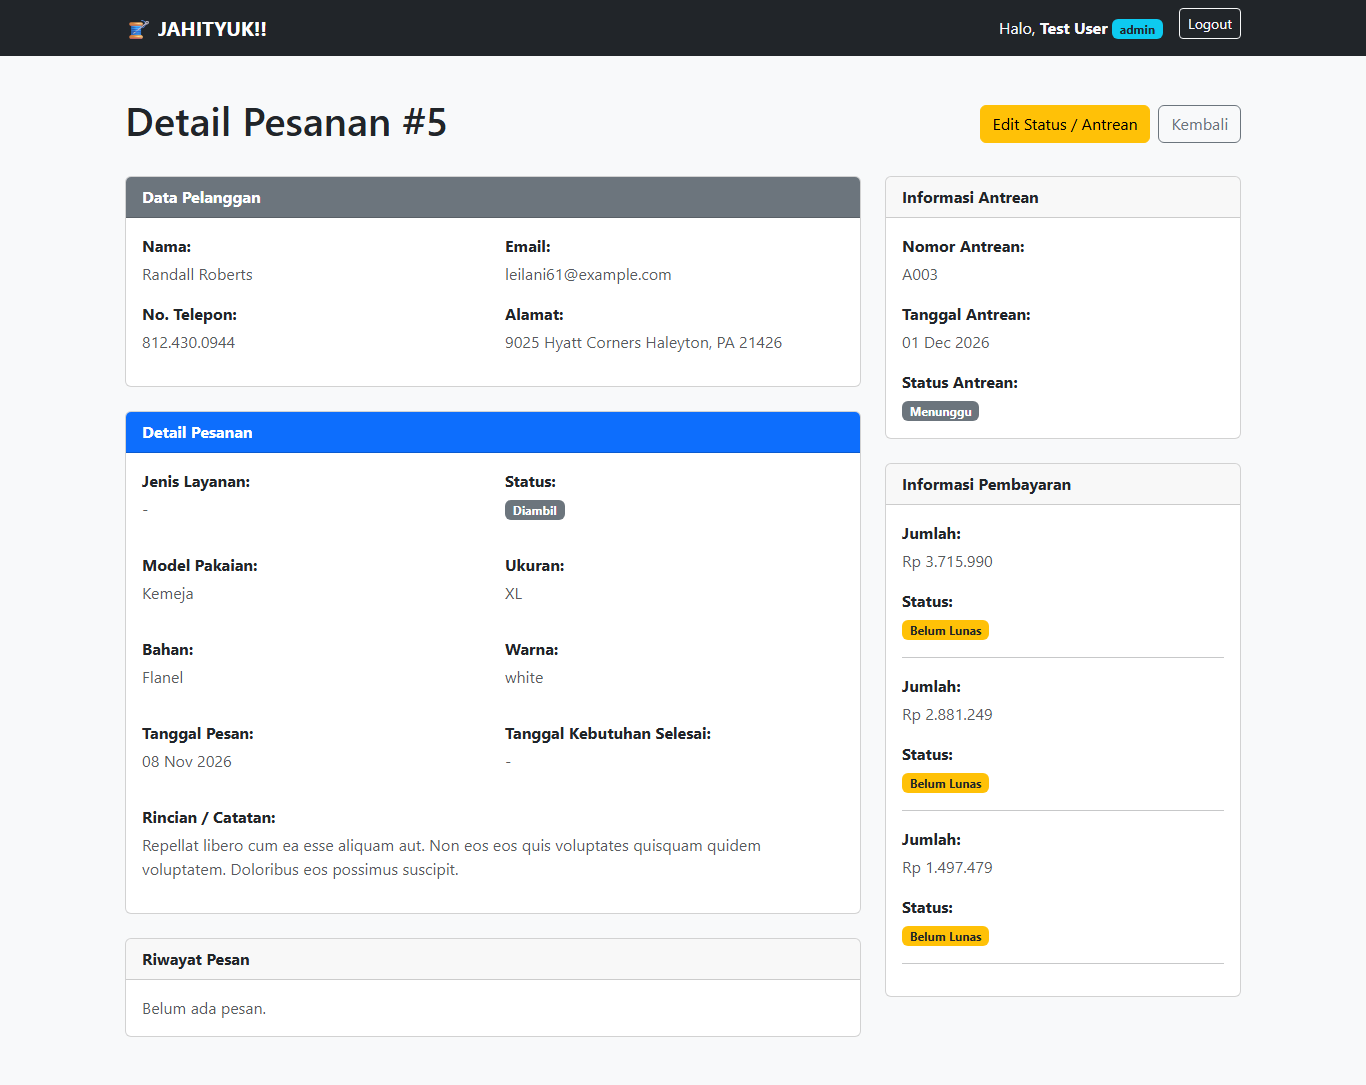 JAHITYUK!!
Halo, Test User admin
Logout
Detail Pesanan #5
Edit Status / Antrean
Kembali
Data Pelanggan
Nama:
Randall Roberts
Email:
leilani61@example.com
No. Telepon:
812.430.0944
Alamat:
9025 Hyatt Corners Haleyton, PA 21426
Detail Pesanan
Jenis Layanan:
-
Status:
Diambil
Model Pakaian:
Kemeja
Ukuran:
XL
Bahan:
Flanel
Warna:
white
Tanggal Pesan:
08 Nov 2026
Tanggal Kebutuhan Selesai:
-
Rincian / Catatan:
Repellat libero cum ea esse aliquam aut. Non eos eos quis voluptates quisquam quidem
voluptatem. Doloribus eos possimus suscipit.
Riwayat Pesan
Belum ada pesan.
Informasi Antrean
Nomor Antrean:
A003
Tanggal Antrean:
01 Dec 2026
Status Antrean:
Menunggu
Informasi Pembayaran
Jumlah:
Rp 3.715.990
Status:
Belum Lunas
Jumlah:
Rp 2.881.249
Status:
Belum Lunas
Jumlah:
Rp 1.497.479
Status:
Belum Lunas